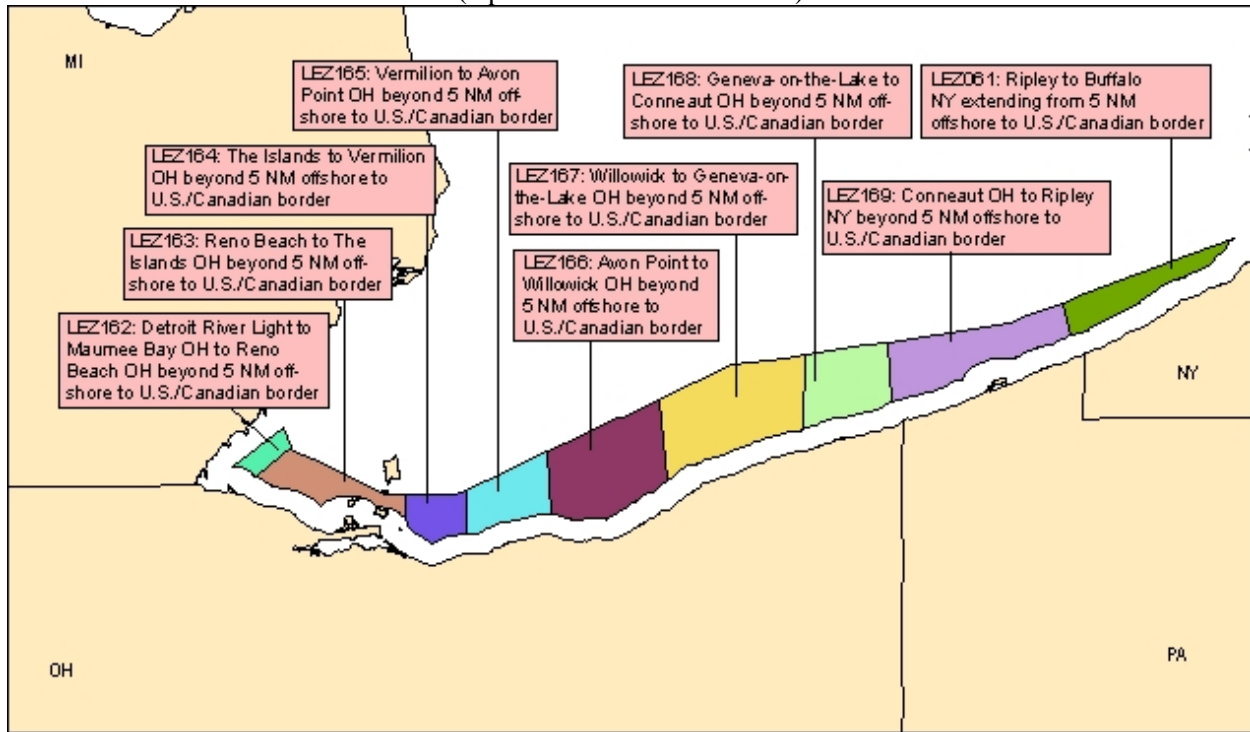 MI
LEZ165: Vermilion to Avon
Point OH beyond 5 NM off-
shore to U.S./Canadian border
LEZ168: Geneva-on-the-Lake to
Conneaut OH beyond 5 NM off-
shore to U.S./Canadian border
LEZ061: Ripley to Buffalo
NY extending from 5 NM
offshore to U.S./Canadian border
LEZ164: The Islands to Vermilion
OH beyond 5 NM offshore to
U.S./Canadian border
LEZ167: Willowick to Geneva-on-
the-Lake OH beyond 5 NM off-
shore to U.S./Canadian border
LEZ169: Conneaut OH to Ripley
NY beyond 5 NM offshore to
U.S./Canadian border
LEZ163: Reno Beach to The
Islands OH beyond 5 NM off-
shore to U.S./Canadian border
LEZ166: Avon Point to
Willowick OH beyond
5 NM offshore to
U.S./Canadian border
LEZ162: Detroit River Light to
Maumee Bay OH to Reno
Beach OH beyond 5 NM off-
shore to U.S./Canadian border
NY
OH
PA